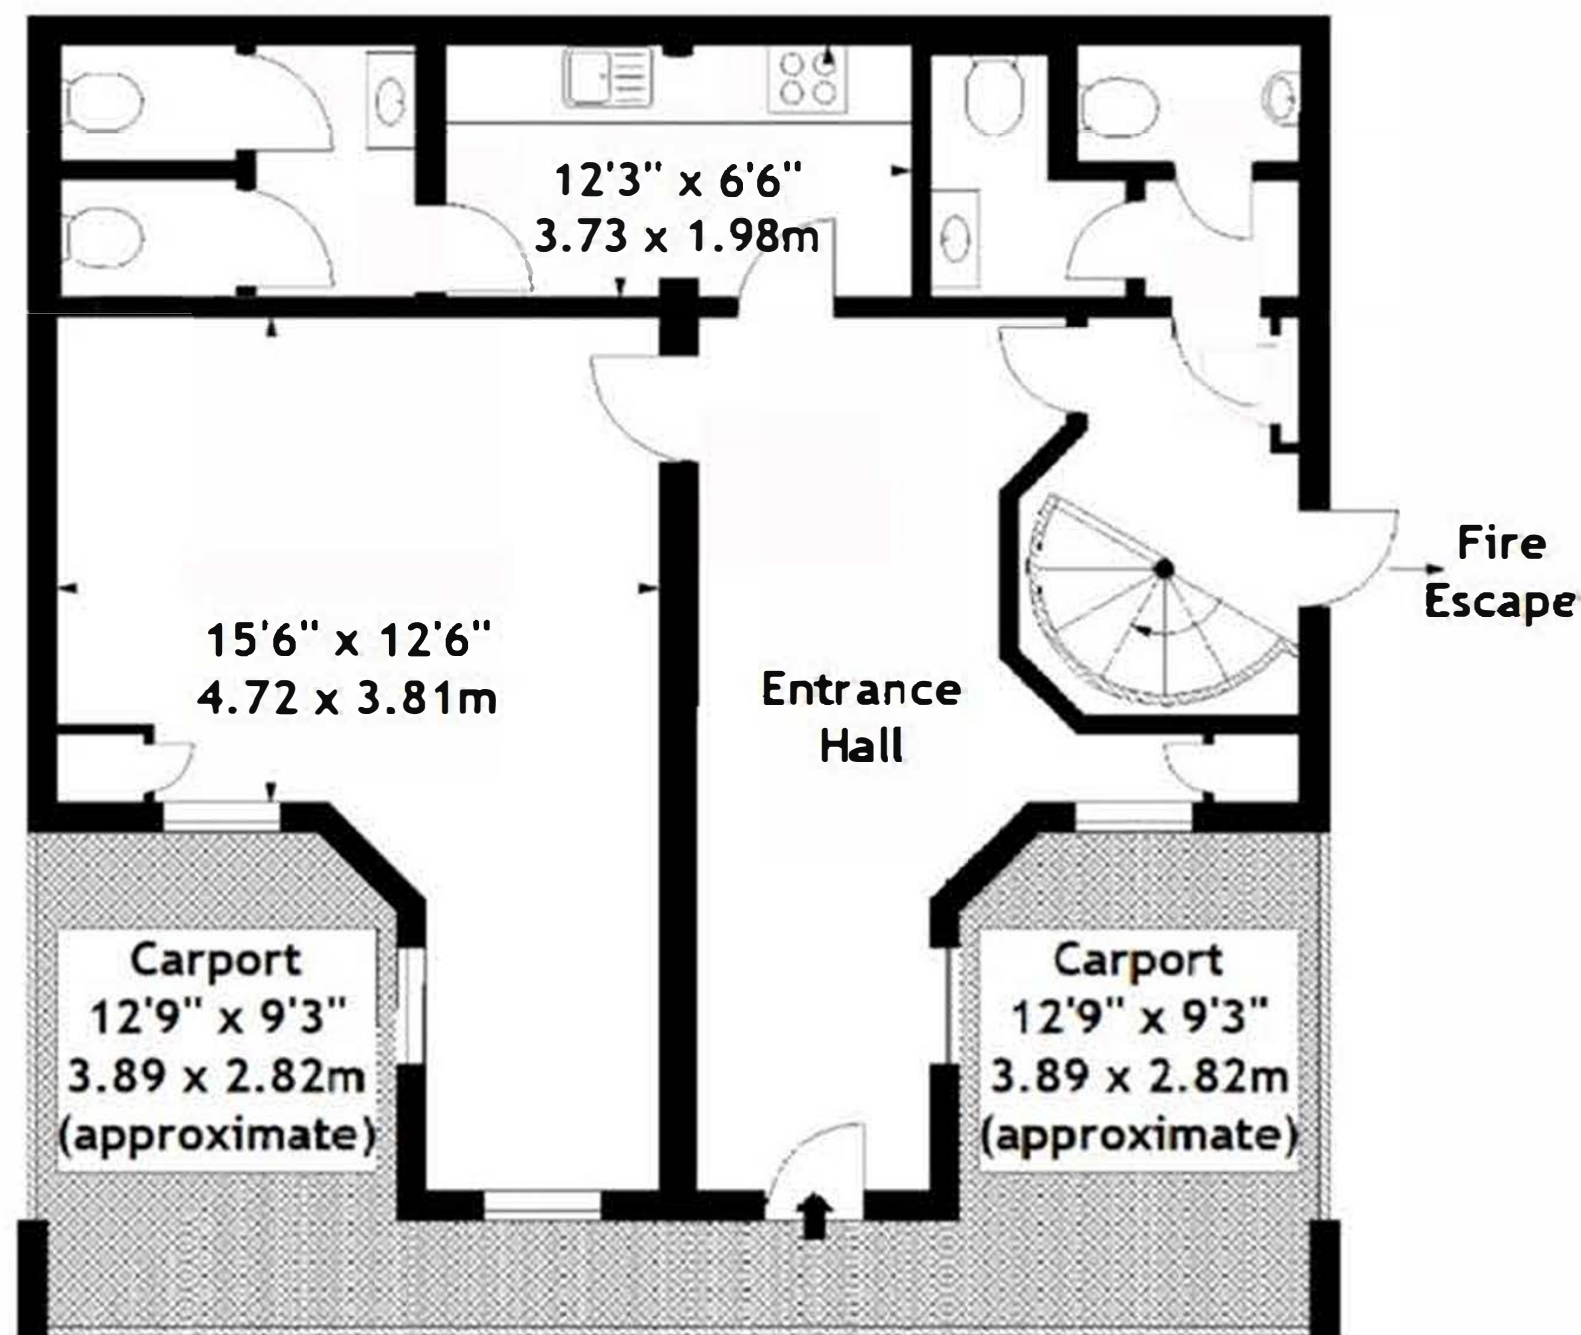 12'3" x 6'6"
3.73 x 1.98m
Fire
Escape
15'6" x 12'6"
4.72 x 3.81m
Entrance
Hall
Carport
12'9" x 9'3"
3.89 x 2.82m
(approximate)
Carport
12'9" x 9'3"
3.89 x 2.82m
(approximate)